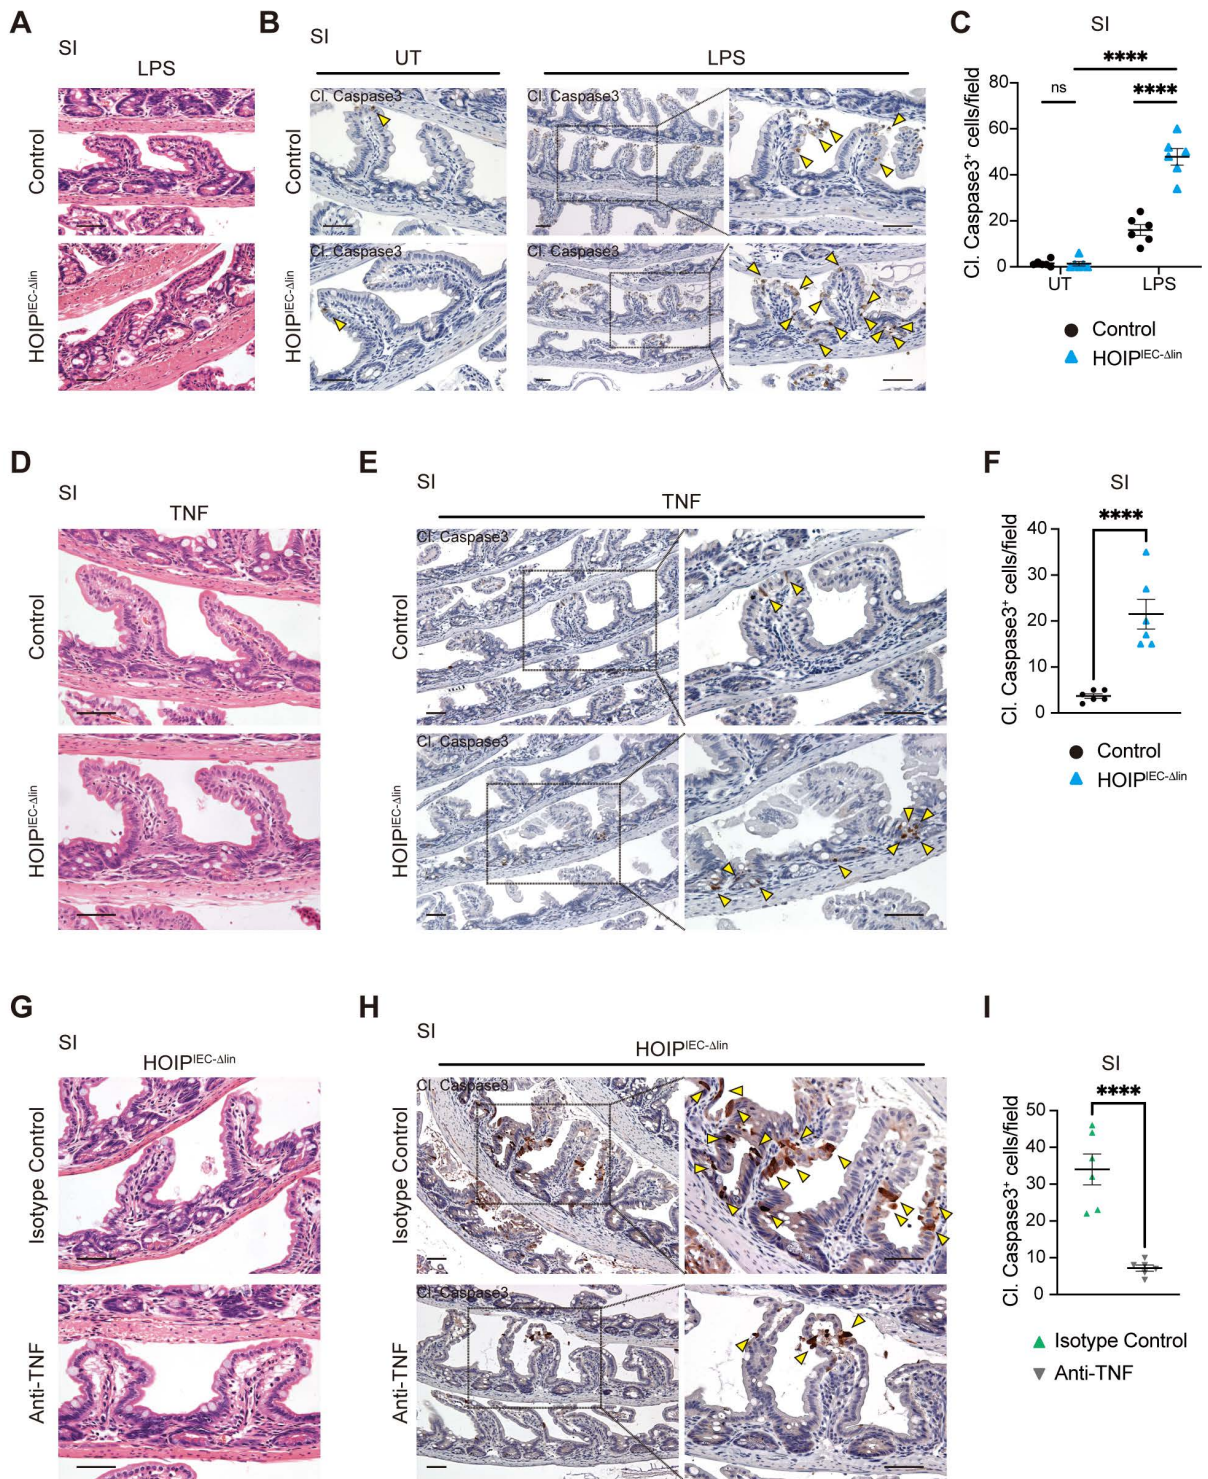 A
SI
LPS
Control
HOIPIEC-Δlin
B
SI
UT
LPS
Control
HOIPIEC-Δlin
Cl. Caspase3
Cl. Caspase3
Cl. Caspase3
Cl. Caspase3
C
SI
****
ns
****
Cl. Caspase3+ cells/field
80
60
40
20
0
UT
LPS
Control
HOIPIEC-Δlin
D
SI
TNF
Control
HOIPIEC-Δlin
E
SI
TNF
Control
HOIPIEC-Δlin
Cl. Caspase3
Cl. Caspase3
F
SI
****
Cl. Caspase3+ cells/field
40
30
20
10
0
Control
HOIPIEC-Δlin
G
SI
HOIPIEC-Δlin
Isotype Control
Anti-TNF
H
SI
HOIPIEC-Δlin
Isotype Control
Anti-TNF
Cl. Caspase3
Cl. Caspase3
I
SI
****
Cl. Caspase3+ cells/field
50
40
30
20
10
0
Isotype Control
Anti-TNF